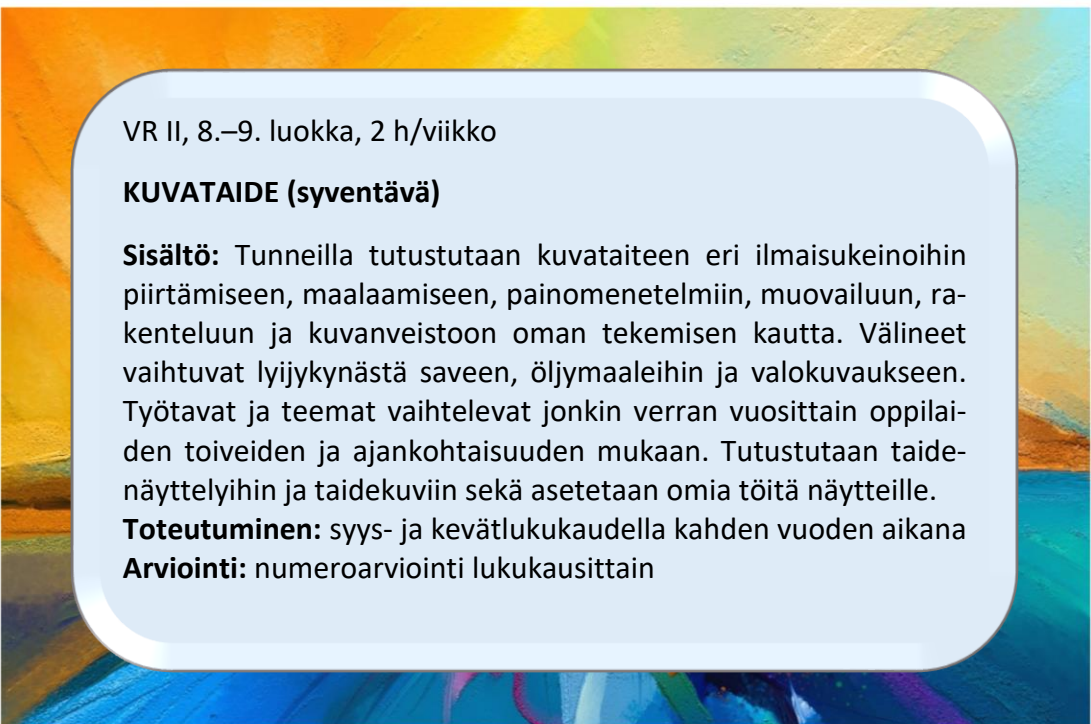 VR II, 8.–9. luokka, 2 h/viikko
KUVATAIDE (syventävä)
Sisältö: Tunneilla tutustutaan kuvataiteen eri ilmaisukeinoihin
piirtämiseen, maalaamiseen, painomenetelmiin, muovailuun, ra-
kenteluun ja kuvanveistoon oman tekemisen kautta. Välineet
vaihtuvat lyijykynästä saveen, öljymaaleihin ja valokuvaukseen.
Työtavat ja teemat vaihtelevat jonkin verran vuosittain oppilai-
den toiveiden ja ajankohtaisuuden mukaan. Tutustutaan taide-
näyttelyihin ja taidekuviin sekä asetetaan omia töitä näytteille.
Toteutuminen: syys- ja kevätlukukaudella kahden vuoden aikana
Arviointi: numeroarviointi lukukausittain